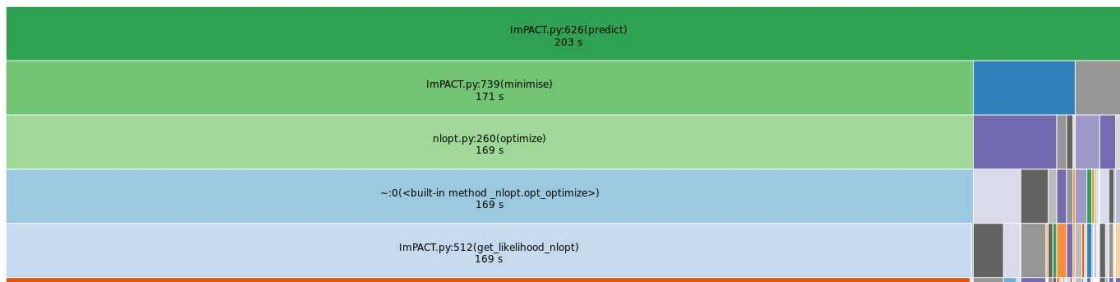 ImPACT.py:626(predict)
203 s
ImPACT.py:739(minimise)
171 s
nlopt.py:260(optimize)
169 s
~:0(<built-in method _nlopt.opt_optimize>)
169 s
ImPACT.py:512(get_likelihood_nlopt)
169 s